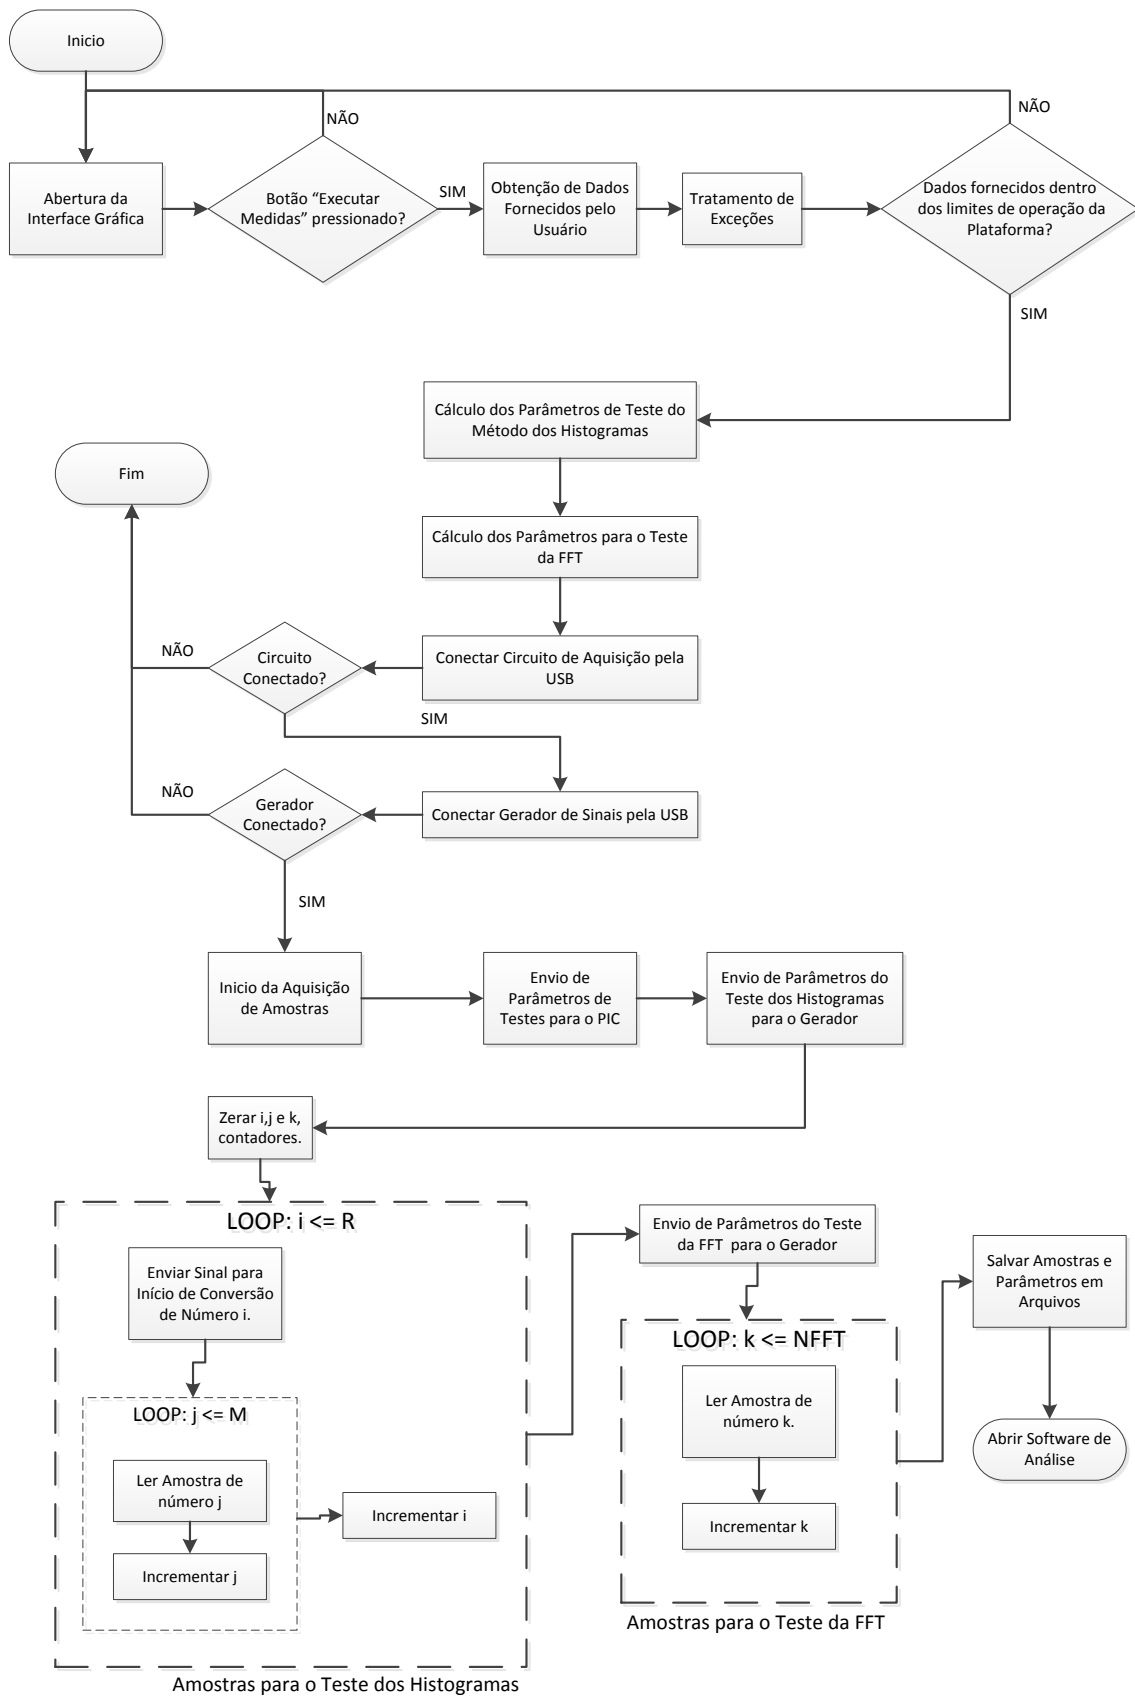 Inicio
NÃO
NÃO
Abertura da
Interface Gráfica
Botão “Executar
Medidas” pressionado?
SIM
Obtenção de Dados
Fornecidos pelo
Usuário
Tratamento de
Exceções
Dados fornecidos dentro
dos limites de operação da
Plataforma?
SIM
Cálculo dos Parâmetros de Teste do
Método dos Histogramas
Fim
Cálculo dos Parâmetros para o Teste
da FFT
NÃO
Circuito
Conectado?
Conectar Circuito de Aquisição pela
USB
SIM
NÃO
Gerador
Conectado?
Conectar Gerador de Sinais pela USB
SIM
Inicio da Aquisição
de Amostras
Envio de
Parâmetros de
Testes para o PIC
Envio de Parâmetros do
Teste dos Histogramas
para o Gerador
Zerar i,j e k,
contadores.
LOOP: i <= R
Enviar Sinal para
Início de Conversão
de Número i.
LOOP: j <= M
Ler Amostra de
número j
Incrementar j
Incrementar i
Amostras para o Teste dos Histogramas
Envio de Parâmetros do Teste
da FFT para o Gerador
LOOP: k <= NFFT
Ler Amostra de
número k.
Incrementar k
Amostras para o Teste da FFT
Salvar Amostras e
Parâmetros em
Arquivos
Abrir Software de
Análise